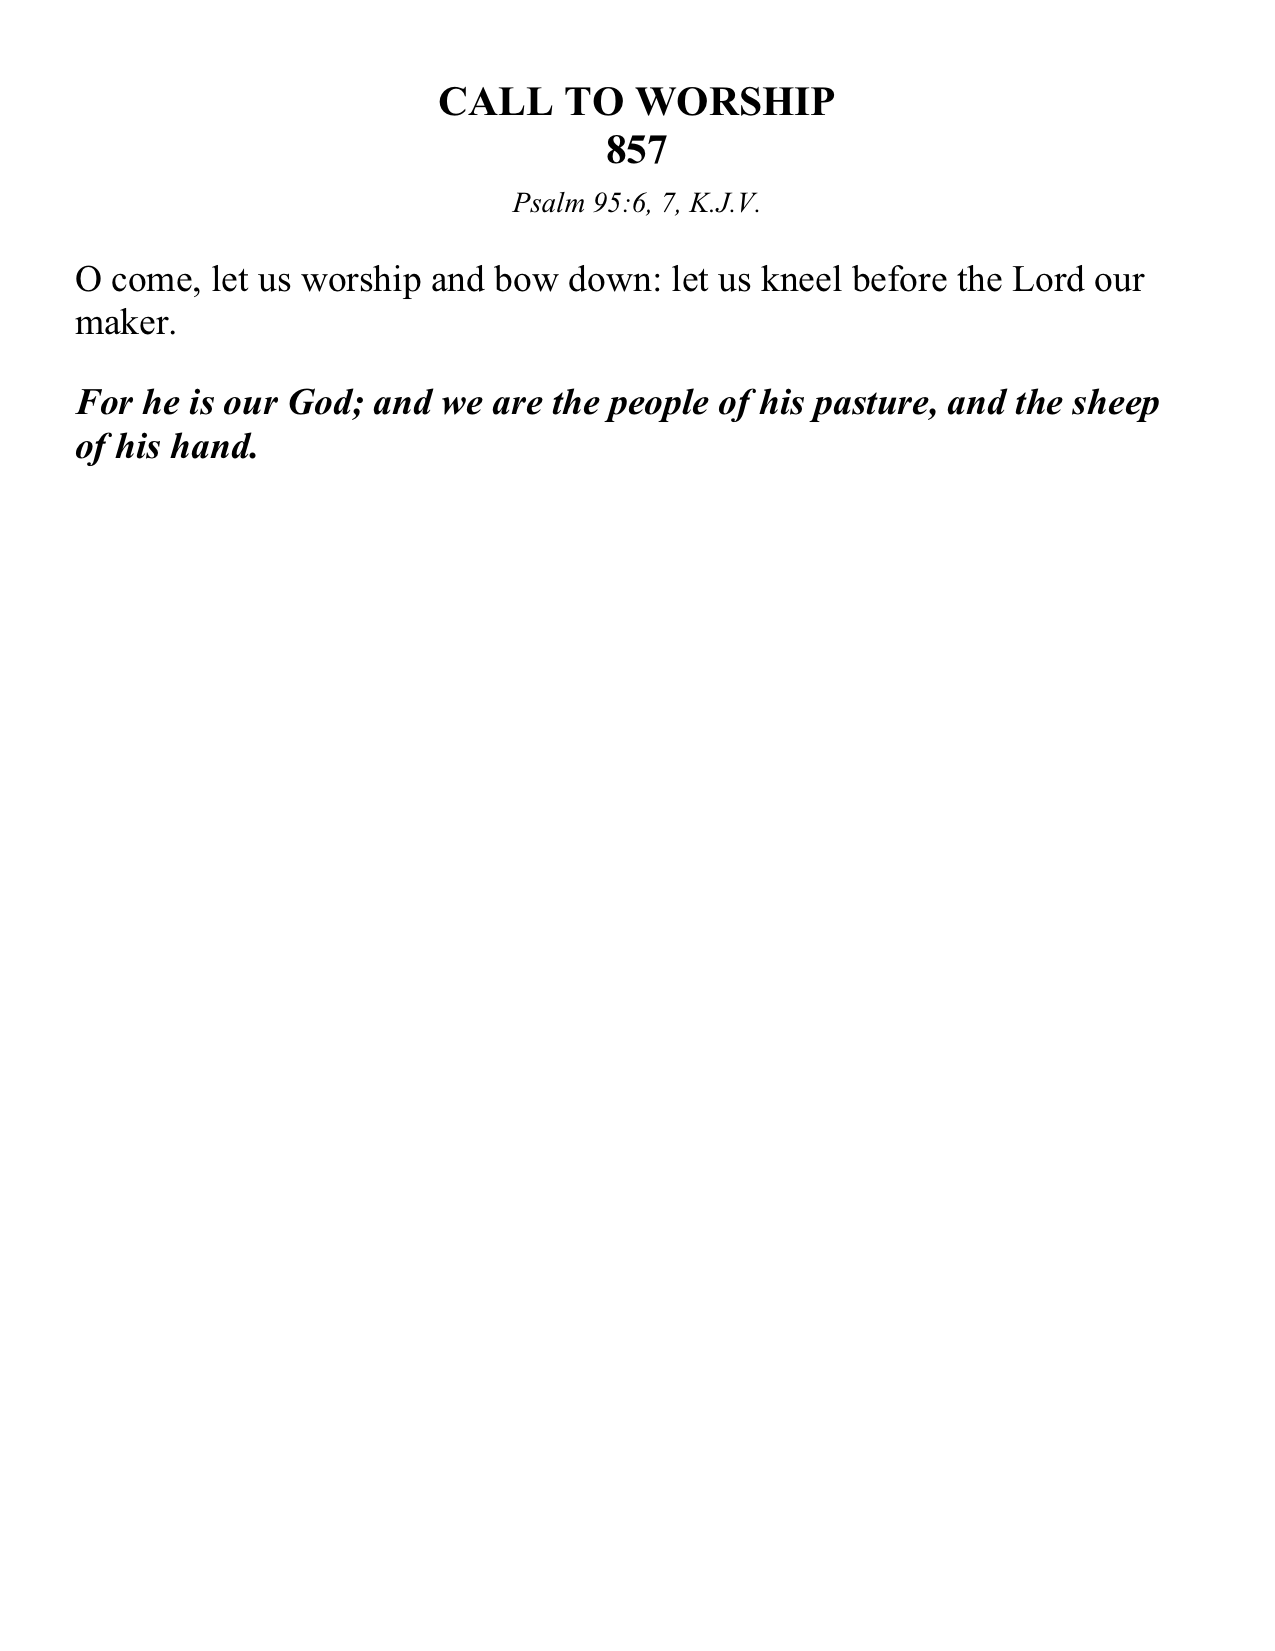 CALL TO WORSHIP
857
Psalm 95:6, 7, K.J.V.
O come, let us worship and bow down: let us kneel before the Lord our
maker.
For he is our God; and we are the people of his pasture, and the sheep
of his hand.